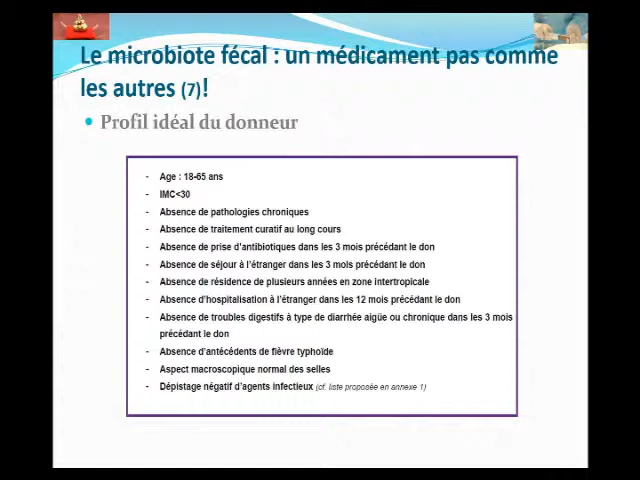 Le microbiote fécal : un médicament pas comme
les autres (7)!
• Profil idéal du donneur
- Age : 18-65 ans
- IMC<30
- Absence de pathologies chroniques
- Absence de traitement curatif au long cours
- Absence de prise d'antibiotiques dans les 3 mois précédant le don
- Absence de séjour à l'étranger dans les 3 mois précédant le don
- Absence de résidence de plusieurs années en zone intertropicale
- Absence d'hospitalisation à l'étranger dans les 12 mois précédant le don
- Absence de troubles digestifs à type de diarrhée aigüe ou chronique dans les 3 mois
précédant le don
- Absence d'antécédents de fièvre typhoïde
- Aspect macroscopique normal des selles
- Dépistage négatif d'agents infectieux (cf. liste proposée en annexe 1)